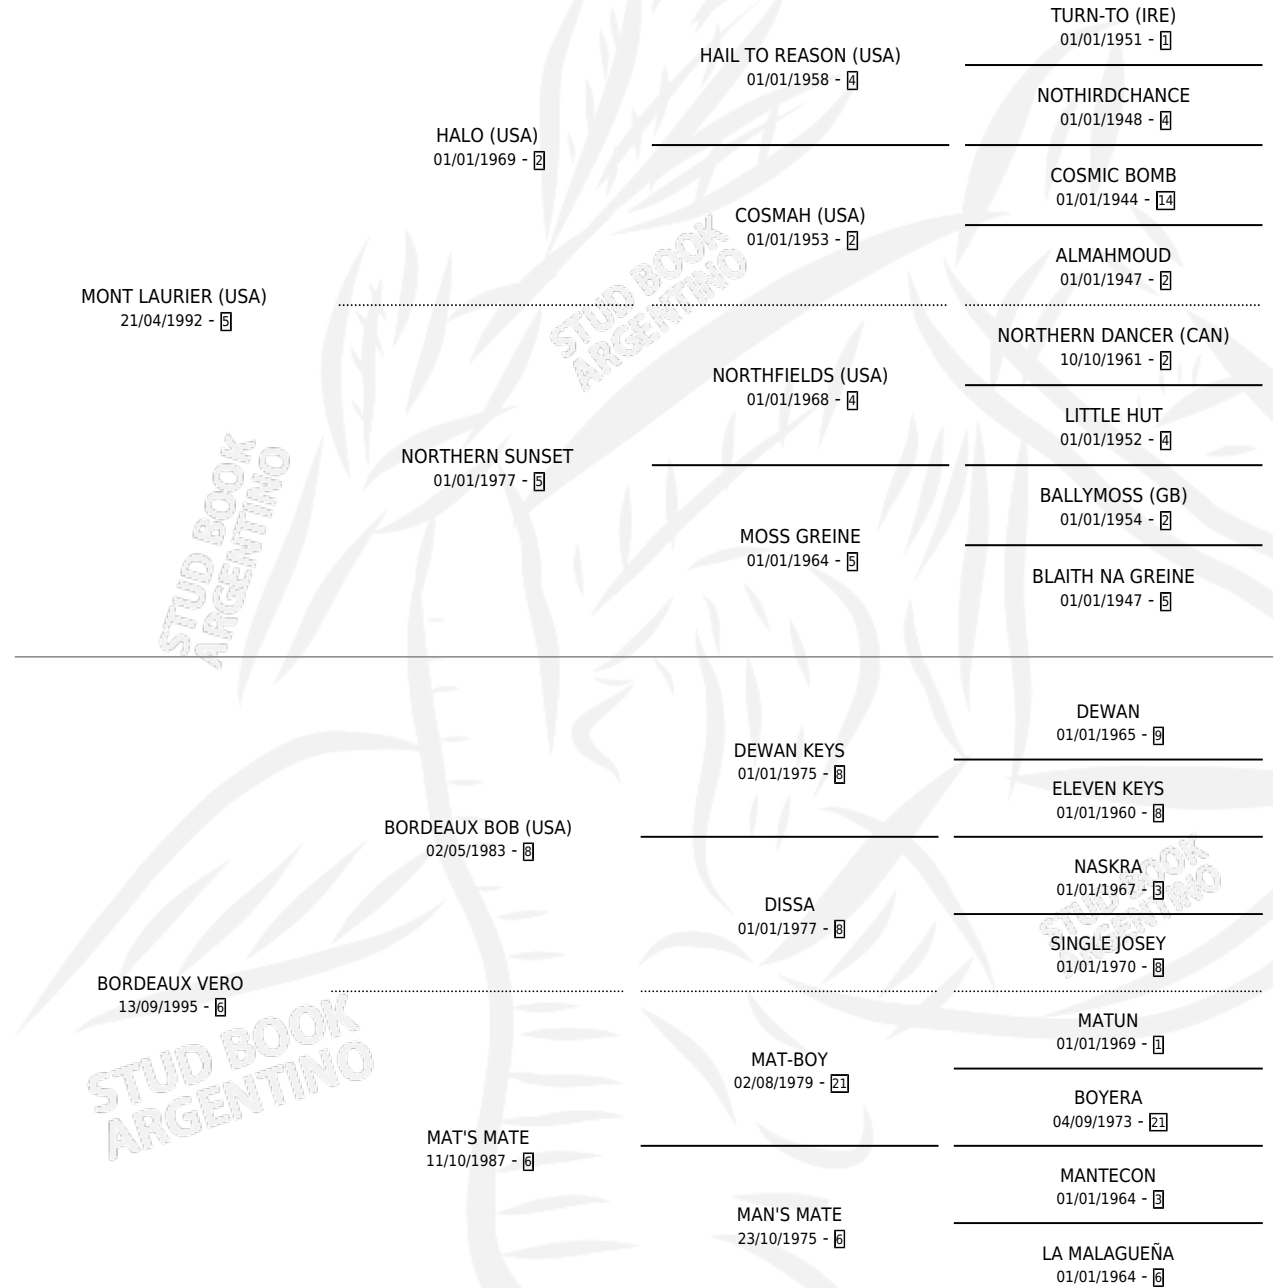 TURN-TO (IRE)
01/01/1951 - 1
HAIL TO REASON (USA)
01/01/1958 - 4
NOTHIRDCHANCE
01/01/1948 - 4
HALO (USA)
01/01/1969 - 2
COSMIC BOMB
01/01/1944 - 14
COSMAH (USA)
01/01/1953 - 2
ALMAHMOUD
01/01/1947 - 2
MONT LAURIER (USA)
21/04/1992 - 5
NORTHERN DANCER (CAN)
10/10/1961 - 2
NORTHFIELDS (USA)
01/01/1968 - 4
LITTLE HUT
01/01/1952 - 4
NORTHERN SUNSET
01/01/1977 - 5
BALLYMOSS (GB)
01/01/1954 - 2
MOSS GREINE
01/01/1964 - 5
BLAITH NA GREINE
01/01/1947 - 5
STUD BOOK
ARGENTINO
STUD BOOK
ARGENTINO
DEWAN
01/01/1965 - 9
DEWAN KEYS
01/01/1975 - 8
ELEVEN KEYS
01/01/1960 - 8
BORDEAUX BOB (USA)
02/05/1983 - 8
NASKRA
01/01/1967 - 3
DISSA
01/01/1977 - 8
SINGLE JOSEY
01/01/1970 - 8
STUD BOOK
ARGENTINO
BORDEAUX VERO
13/09/1995 - 6
MATUN
01/01/1969 - 1
MAT-BOY
02/08/1979 - 21
BOYERA
04/09/1973 - 21
MAT'S MATE
11/10/1987 - 6
MANTECON
01/01/1964 - 3
MAN'S MATE
23/10/1975 - 6
LA MALAGUEÑA
01/01/1964 - 6
STUD BOOK
ARGENTINO